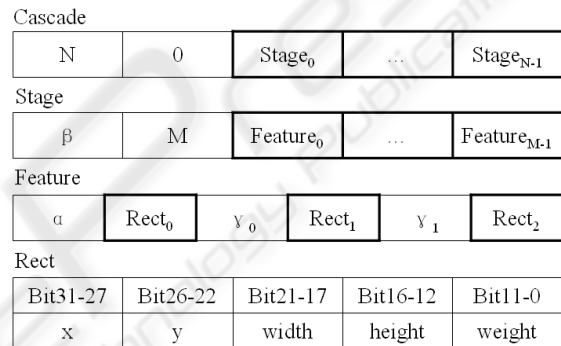 Cascade
N 0 Stage0 ... StageN-1
Stage
β M Feature0 ... FeatureM-1
Feature
α Rect0 γ0 Rect1 γ1 Rect2
Rect
Bit31-27 Bit26-22 Bit21-17 Bit16-12 Bit11-0
x y width height weight